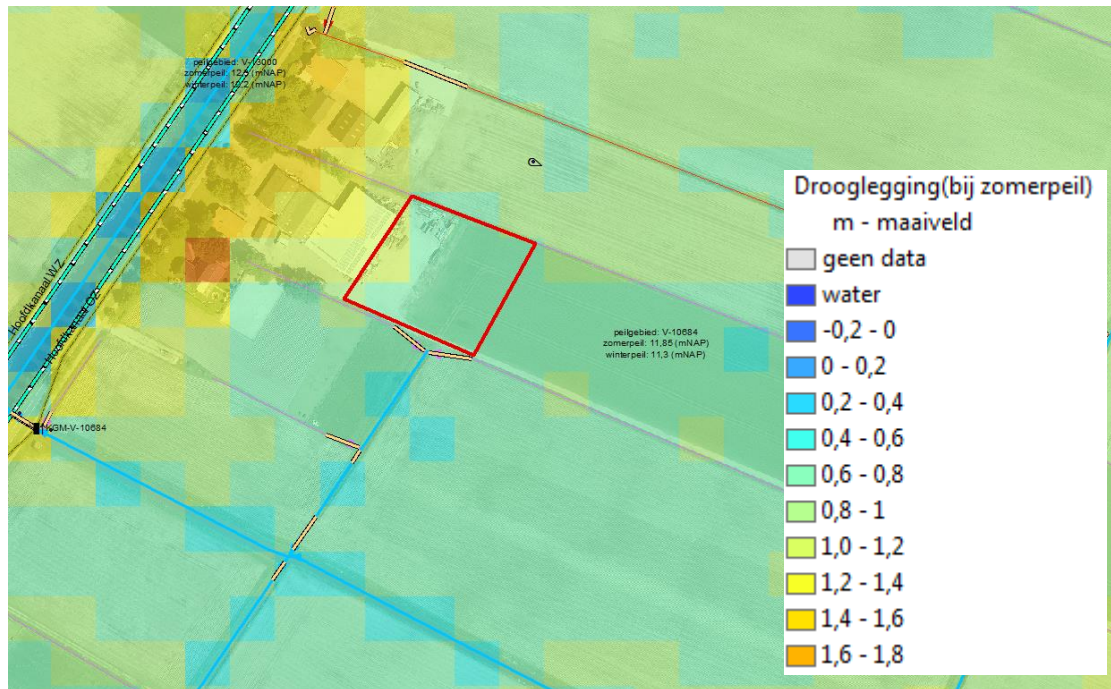 peilgebied: V-13000
zomerpeil: 12,5 (mNAP)
winterpeil: 12,2 (mNAP)
Hoofdkanaal WZ
Hoofdkanaal OZ
KGM-V-10684
peilgebied: V-10684
zomerpeil: 11,85 (mNAP)
winterpeil: 11,3 (mNAP)
Drooglegging(bij zomerpeil)
m - maaiveld
geen data
water
-0,2 - 0
0 - 0,2
0,2 - 0,4
0,4 - 0,6
0,6 - 0,8
0,8 - 1
1,0 - 1,2
1,2 - 1,4
1,4 - 1,6
1,6 - 1,8